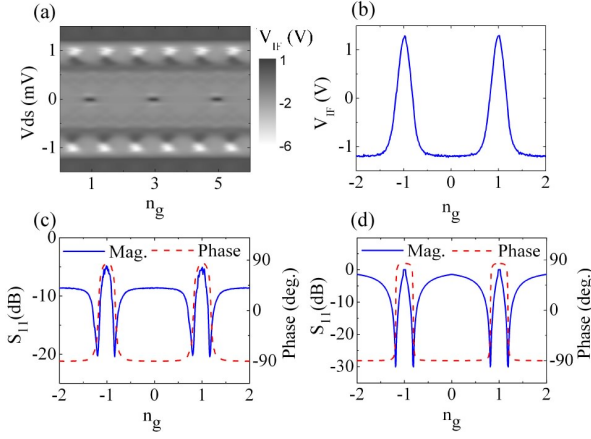 (a)
V_IF (V)
1
-2
-6
Vds (mV)
1
0
-1
1
3
5
n_g
(b)
V_IF (V)
1
0
-1
-2
-1
0
1
2
n_g
(c)
Mag.
Phase
S_11(dB)
0
-10
-20
90
0
-90
Phase (deg.)
-2
-1
0
1
2
n_g
(d)
Mag.
Phase
S_11(dB)
0
-10
-20
-30
90
0
-90
Phase (deg.)
-2
-1
0
1
2
n_g